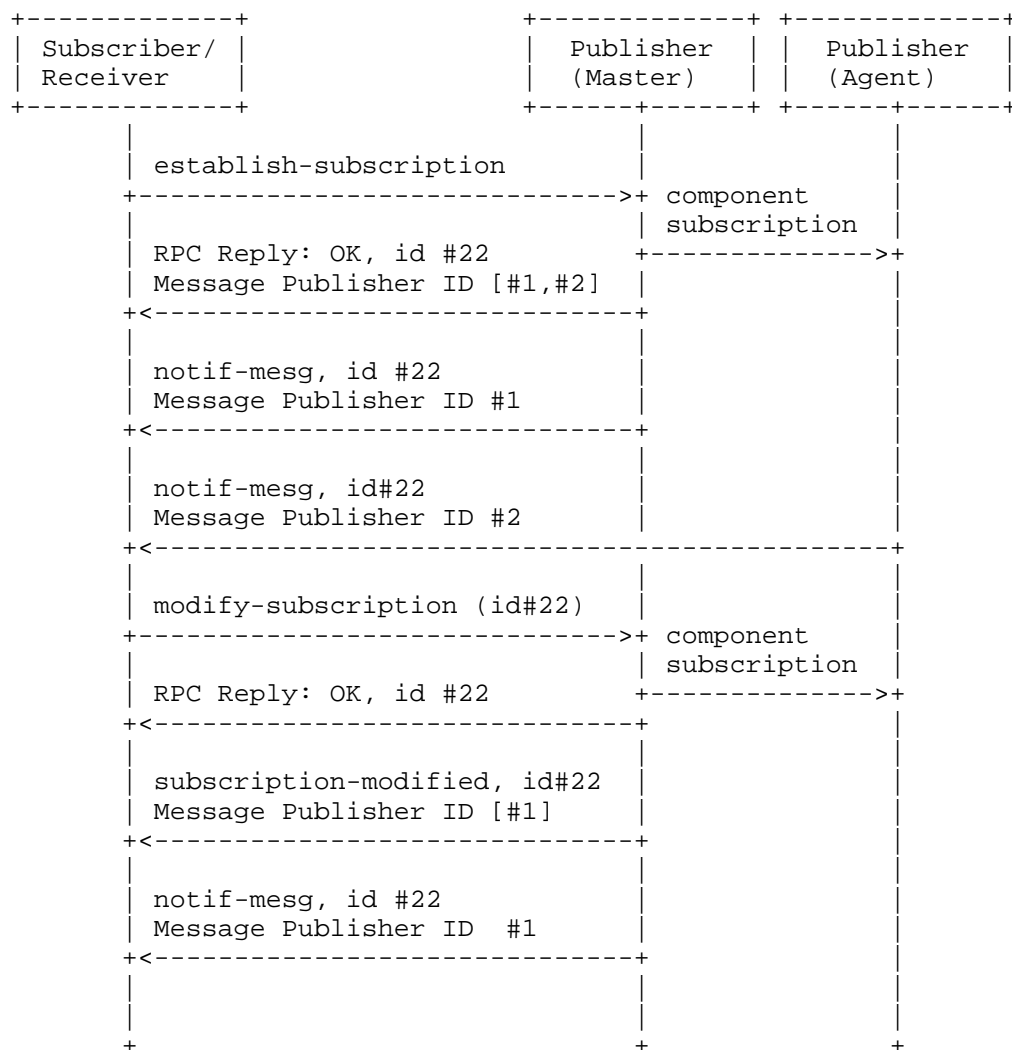 Subscriber/
Receiver
Publisher
(Master)
Publisher
(Agent)
establish-subscription
component
subscription
RPC Reply: OK, id #22
Message Publisher ID [#1,#2]
notif-mesg, id #22
Message Publisher ID #1
notif-mesg, id#22
Message Publisher ID #2
modify-subscription (id#22)
component
subscription
RPC Reply: OK, id #22
subscription-modified, id#22
Message Publisher ID [#1]
notif-mesg, id #22
Message Publisher ID  #1